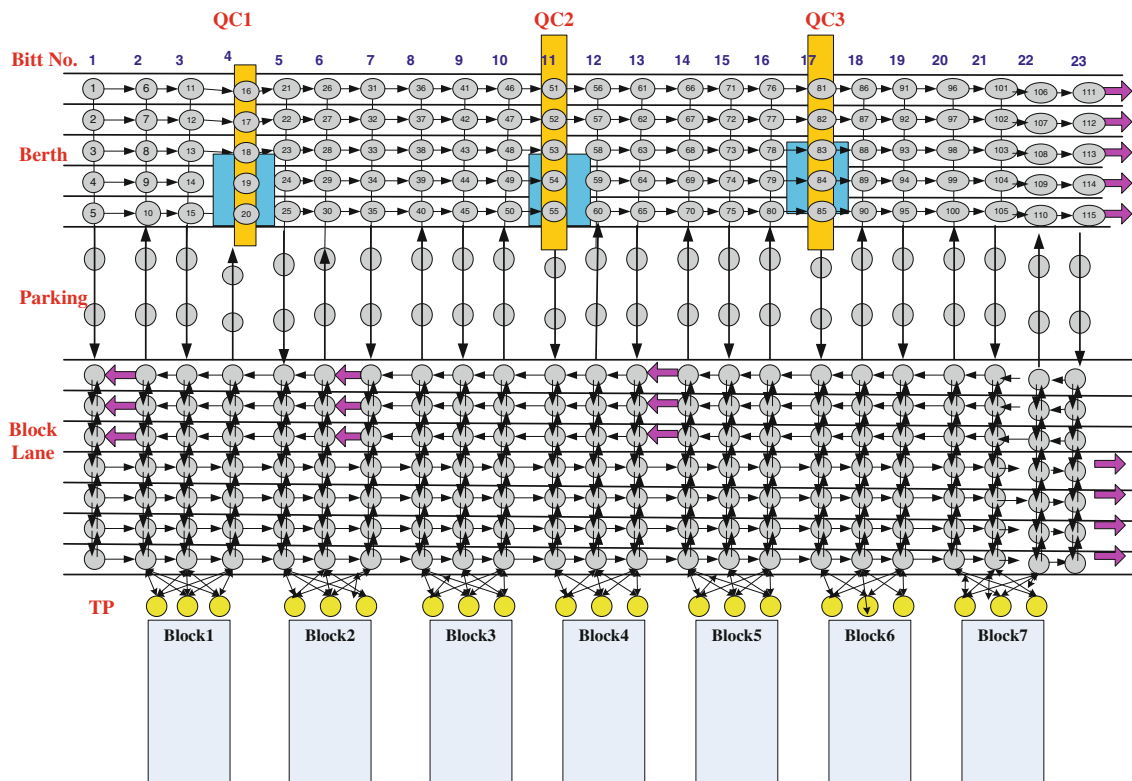 QC1 QC2 QC3
Bitt No. 1 2 3 4 5 6 7 8 9 10 11 12 13 14 15 16 17 18 19 20 21 22 23
1 6 11 16 21 26 31 36 41 46 51 56 61 66 71 76 81 86 91 96 101 106 111
2 7 12 17 22 27 32 37 42 47 52 57 62 67 72 77 82 87 92 97 102 107 112
Berth
3 8 13 18 23 28 33 38 43 48 53 58 63 68 73 78 83 88 93 98 103 108 113
4 9 14 19 24 29 34 39 44 49 54 59 64 69 74 79 84 89 94 99 104 109 114
5 10 15 20 25 30 35 40 45 50 55 60 65 70 75 80 85 90 95 100 105 110 115
Parking
Block
Lane
TP
Block1 Block2 Block3 Block4 Block5 Block6 Block7